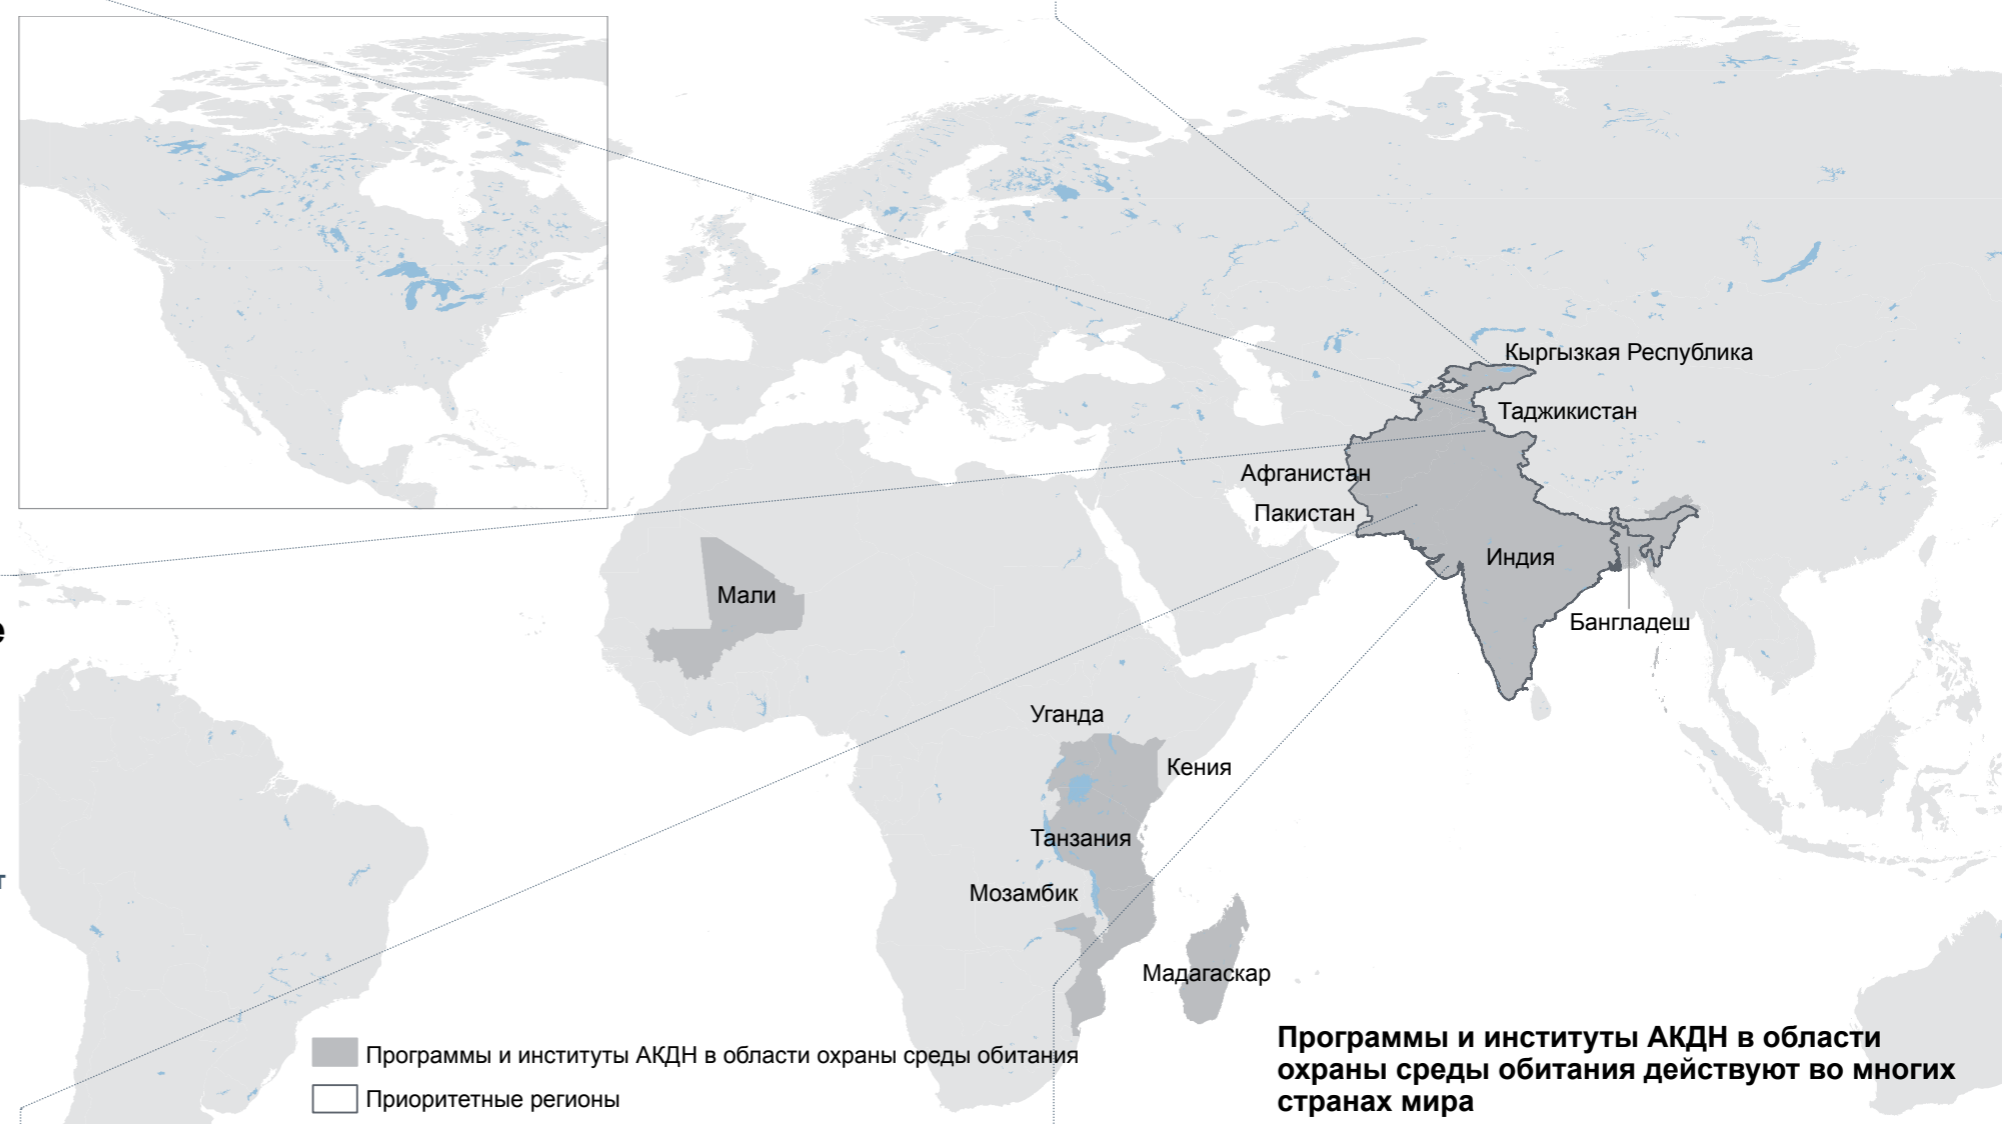 Кыргызкая Республика
Таджикистан
Афганистан
Пакистан
Индия
Мали
е
Бангладеш
Уганда
Кения
Танзания
т
Мозамбик
Мадагаскар
Программы и институты АКДН в области охраны среды обитания
Приоритетные регионы
Программы и институты АКДН в области
охраны среды обитания действуют во многих
странах мира